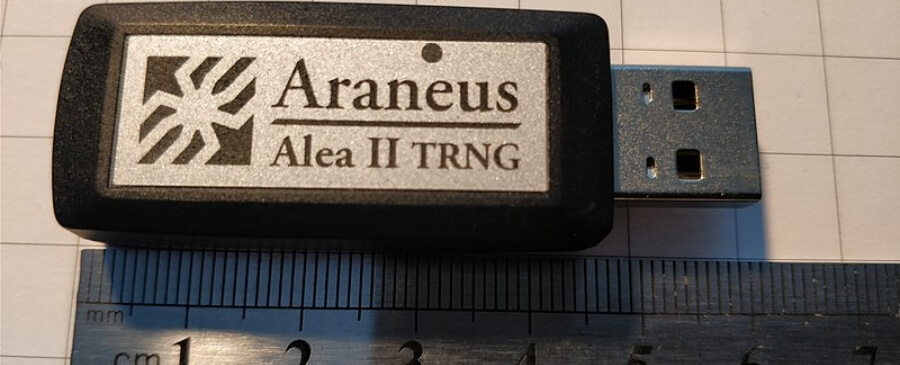 Araneus
Alea II TRNG
mm
cm 1 2 3 4 5 6 7